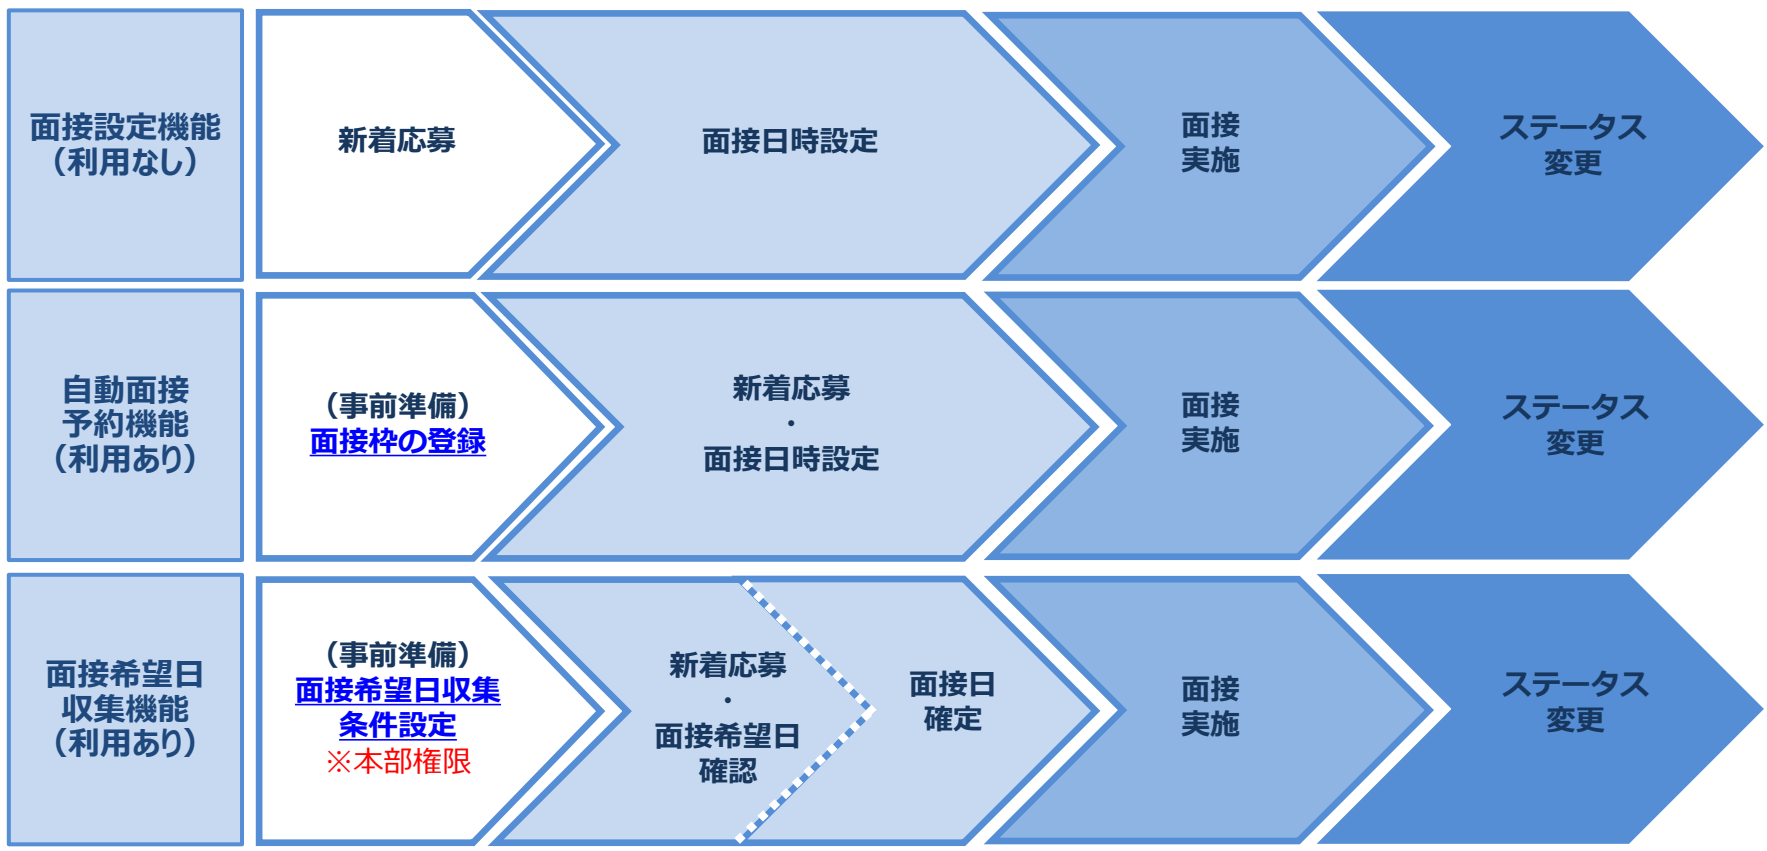 面接設定機能
（利用なし）
新着応募
面接日時設定
面接
実施
ステータス
変更
自動面接
予約機能
（利用あり）
（事前準備）
面接枠の登録
新着応募
・
面接日時設定
面接
実施
ステータス
変更
面接希望日
収集機能
（利用あり）
（事前準備）
面接希望日収集
条件設定
※本部権限
新着応募
・
面接希望日
確認
面接日
確定
面接
実施
ステータス
変更